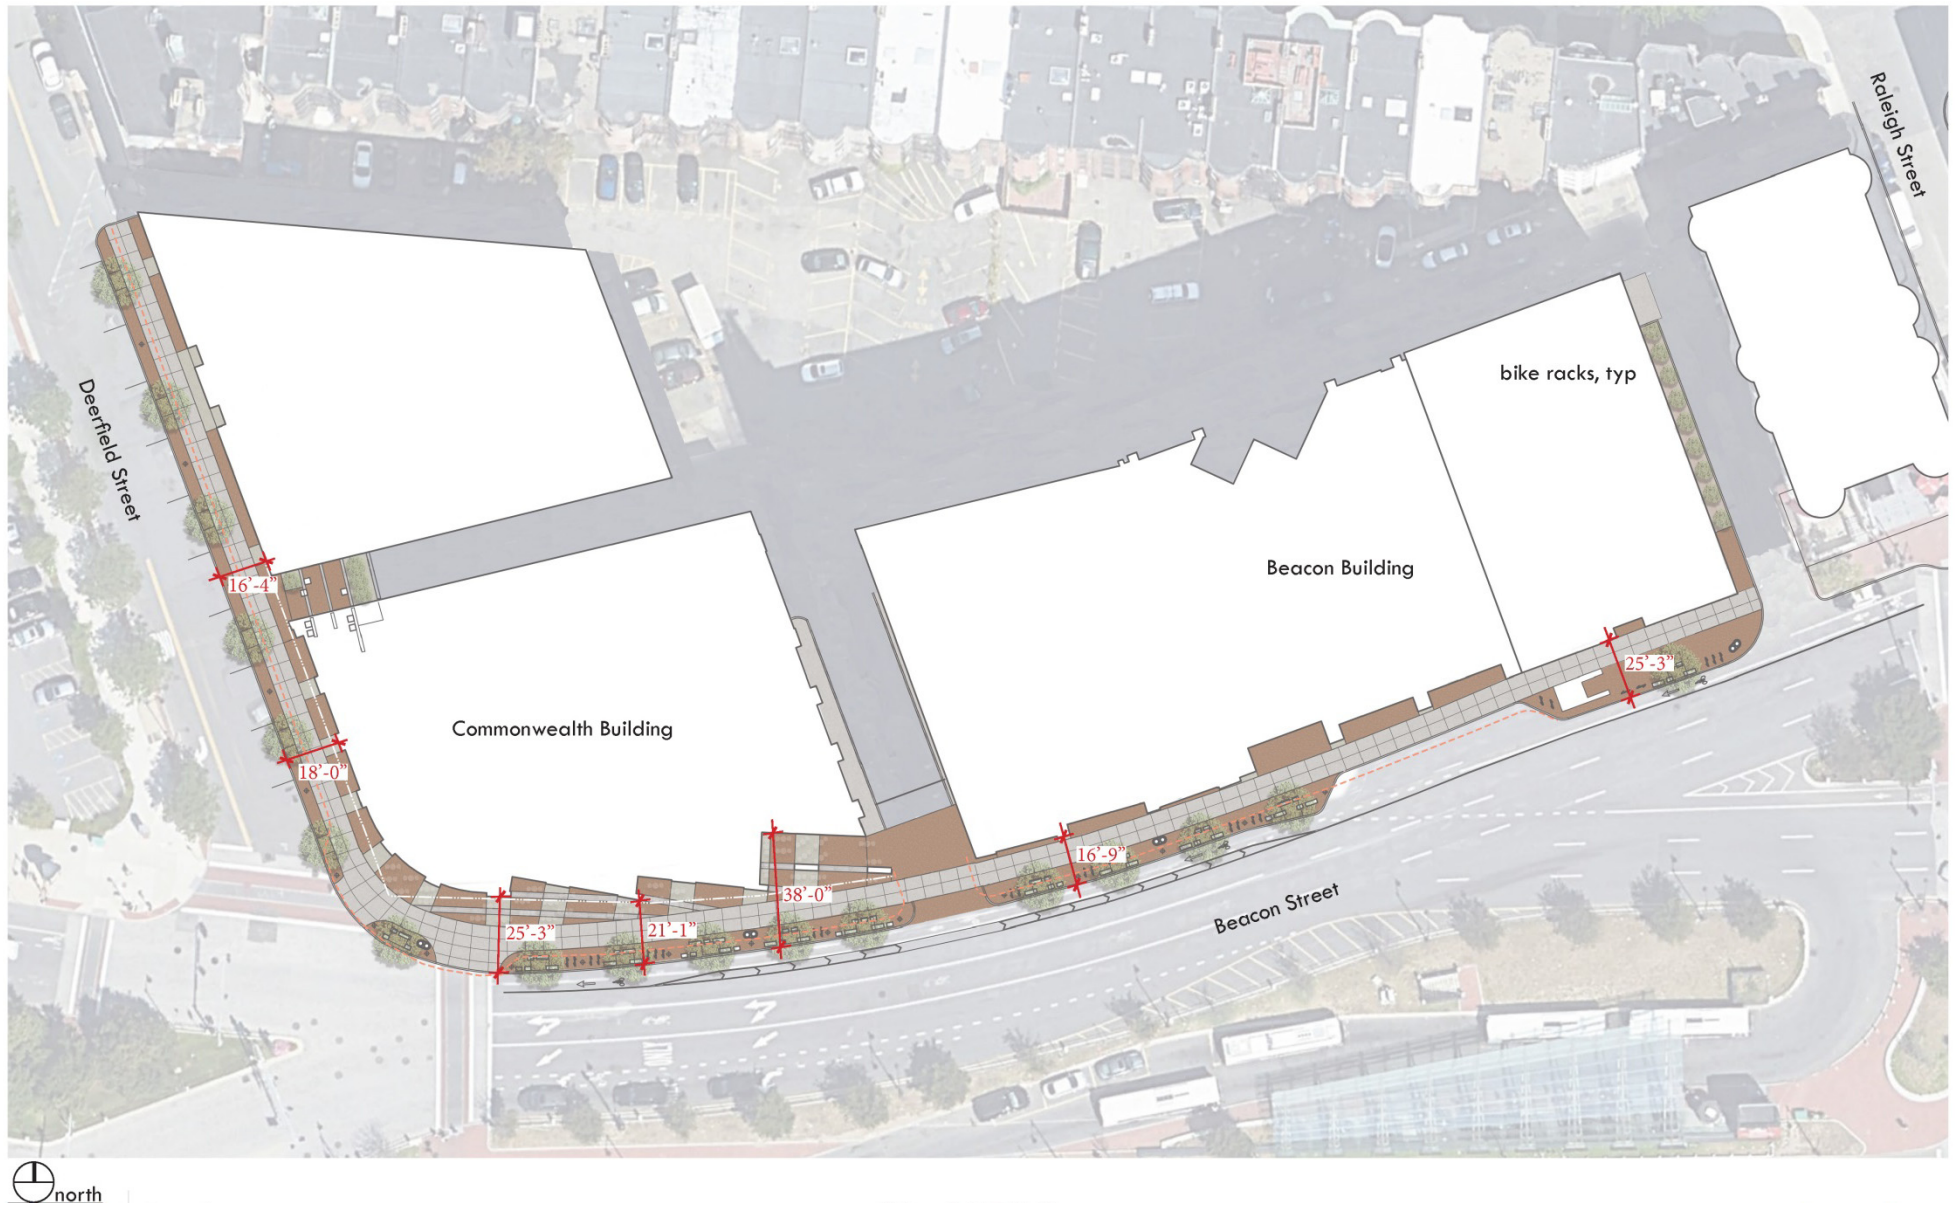 Raleigh Street
bike racks, typ
Deerfield Street
Beacon Building
16'-4"
25'-3"
Commonwealth Building
18'-0"
16'-9"
38'-0"
Beacon Street
25'-3"
21'-1"
ONLY
north